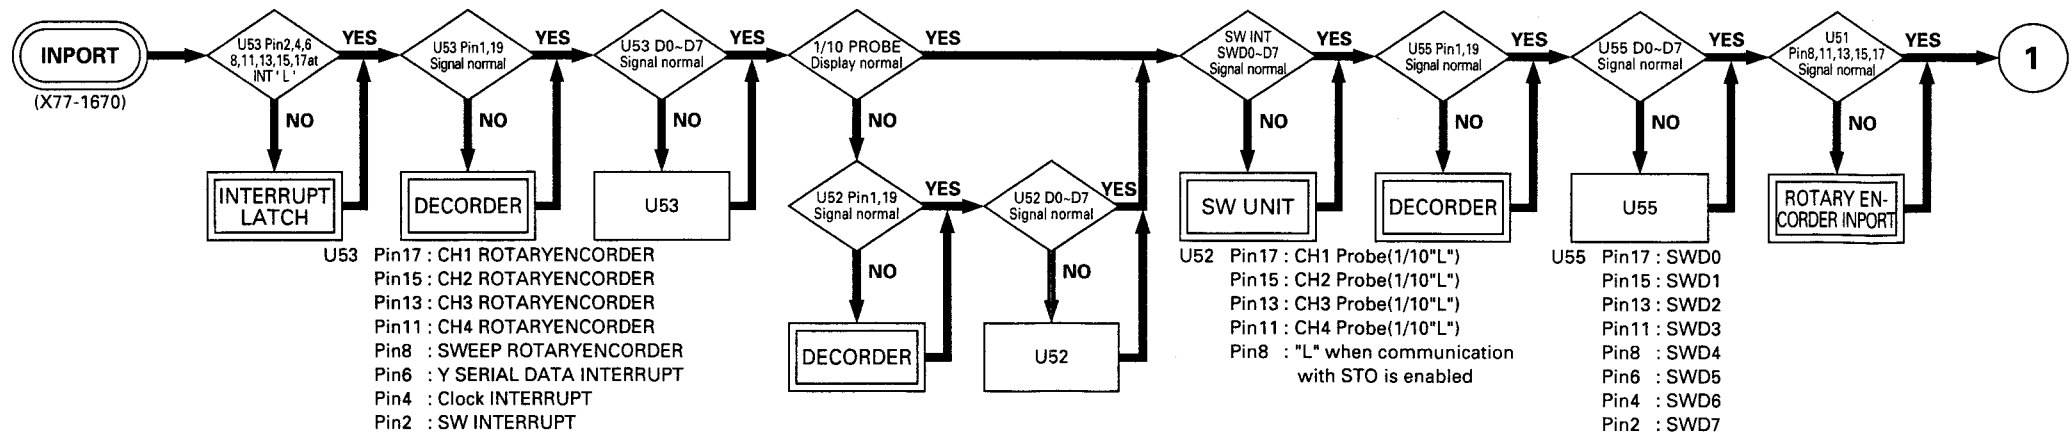 INPORT
(X77-1670)
U53 Pin2,4,6
8,11,13,15,17at
INT ' L '
YES
NO
INTERRUPT
LATCH
U53 Pin1,19
Signal normal
YES
NO
DECORDER
U53 D0~D7
Signal normal
YES
NO
U53
1/10 PROBE
Display normal
YES
NO
U52 Pin1,19
Signal normal
YES
NO
DECORDER
U52 D0~D7
Signal normal
YES
NO
U52
SW INT
SWD0~D7
Signal normal
YES
NO
SW UNIT
U55 Pin1,19
Signal normal
YES
NO
DECORDER
U55 D0~D7
Signal normal
YES
NO
U55
U51
Pin8,11,13,15,17
Signal normal
YES
NO
ROTARY EN-
CORDER INPORT
1
U53 Pin17 : CH1 ROTARYENCORDER
Pin15 : CH2 ROTARYENCORDER
Pin13 : CH3 ROTARYENCORDER
Pin11 : CH4 ROTARYENCORDER
Pin8 : SWEEP ROTARYENCORDER
Pin6 : Y SERIAL DATA INTERRUPT
Pin4 : Clock INTERRUPT
Pin2 : SW INTERRUPT
U52 Pin17 : CH1 Probe(1/10"L")
Pin15 : CH2 Probe(1/10"L")
Pin13 : CH3 Probe(1/10"L")
Pin11 : CH4 Probe(1/10"L")
Pin8 : "L" when communication
with STO is enabled
U55 Pin17 : SWD0
Pin15 : SWD1
Pin13 : SWD2
Pin11 : SWD3
Pin8 : SWD4
Pin6 : SWD5
Pin4 : SWD6
Pin2 : SWD7